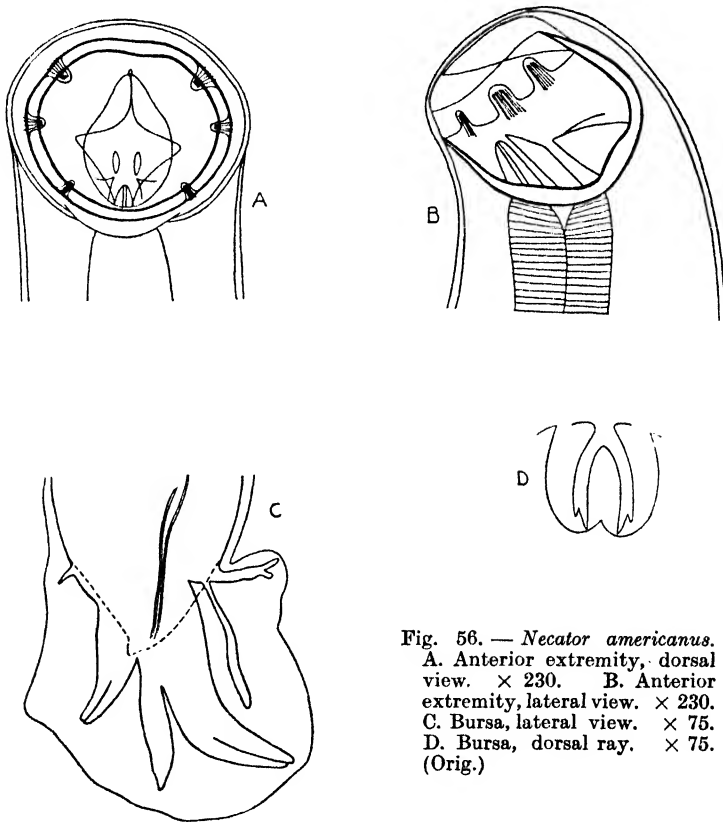 A
B
C
D
Fig. 56. — Necator americanus.
A. Anterior extremity, dorsal
view. × 230. B. Anterior
extremity, lateral view. × 230.
C. Bursa, lateral view. × 75.
D. Bursa, dorsal ray. × 75.
(Orig.)